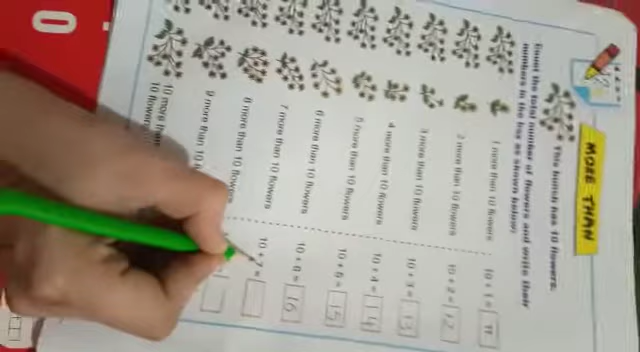 MORE THAN
This bunch has 10 flowers.
Count the total number of flowers and write their
numbers in the box as shown below:
1 more than 10 flowers 10 + 1 = 11
2 more than 10 flowers 10 + 2 = 12
3 more than 10 flowers 10 + 3 = 13
4 more than 10 flowers 10 + 4 = 14
5 more than 10 flowers 15
6 more than 10 flowers 16
7 more than 10 flowers 10 + 7 =
8 more than 10 flowers
9 more than 10
10 more than
10 flowers
0